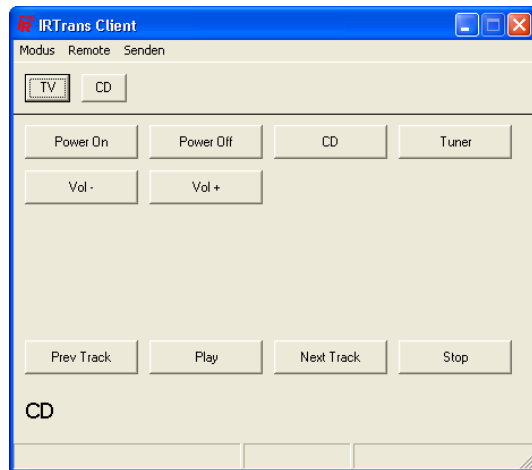 IRTrans Client
Modus Remote Senden
TV CD
Power On Power Off CD Tuner
Vol - Vol +
Prev Track Play Next Track Stop
CD